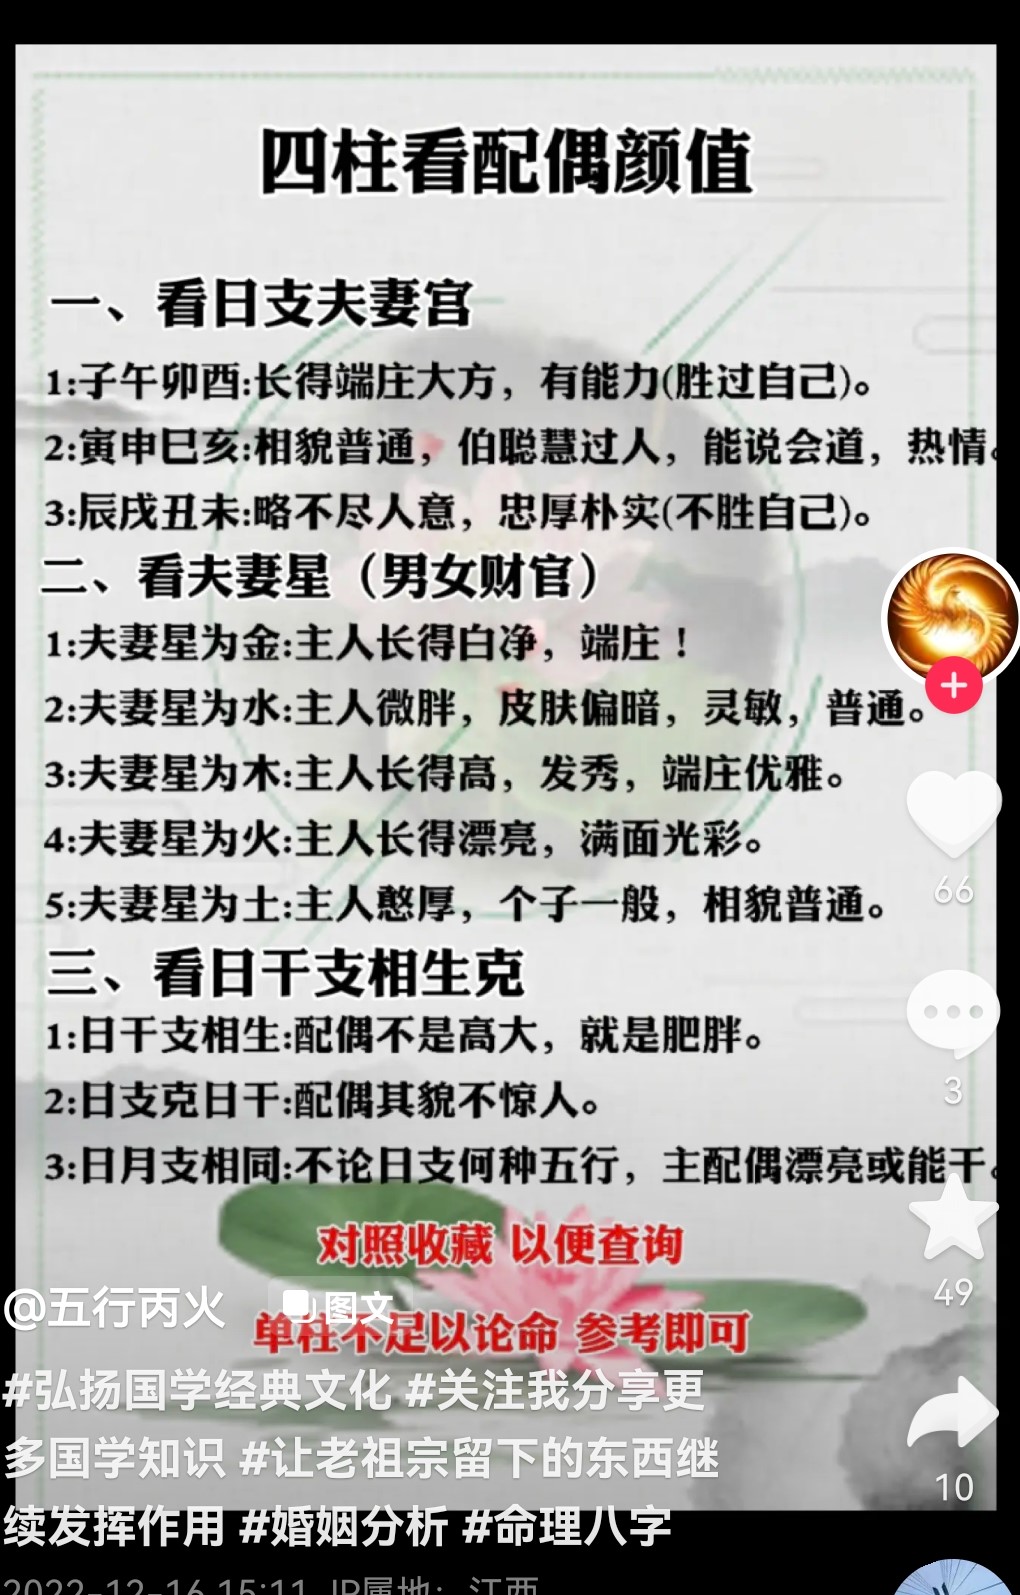 四柱看配偶颜值
一、看日支夫妻宫
1:子午卯酉:长得端庄大方，有能力(胜过自己)。
2:寅申巳亥:相貌普通，伯聪慧过人，能说会道，热情。
3:辰戌丑未:略不尽人意，忠厚朴实(不胜自己)。
二、看夫妻星（男女财官）
1:夫妻星为金:主人长得白净，端庄！
2:夫妻星为水:主人微胖，皮肤偏暗，灵敏，普通。
3:夫妻星为木:主人长得高，发秀，端庄优雅。
4:夫妻星为火:主人长得漂亮，满面光彩。
66
5:夫妻星为土:主人憨厚，个子一般，相貌普通。
三、看日干支相生克
1:日干支相生:配偶不是高大，就是肥胖。
3
2:日支克日干:配偶其貌不惊人。
3:日月支相同:不论日支何种五行，主配偶漂亮或能干。
对照收藏 以便查询
49
@五行丙火 图文
单柱不足以论命 参考即可
#弘扬国学经典文化 #关注我分享更
多国学知识 #让老祖宗留下的东西继
10
续发挥作用 #婚姻分析 #命理八字
2022-12-16 15:11 IP属地：江西